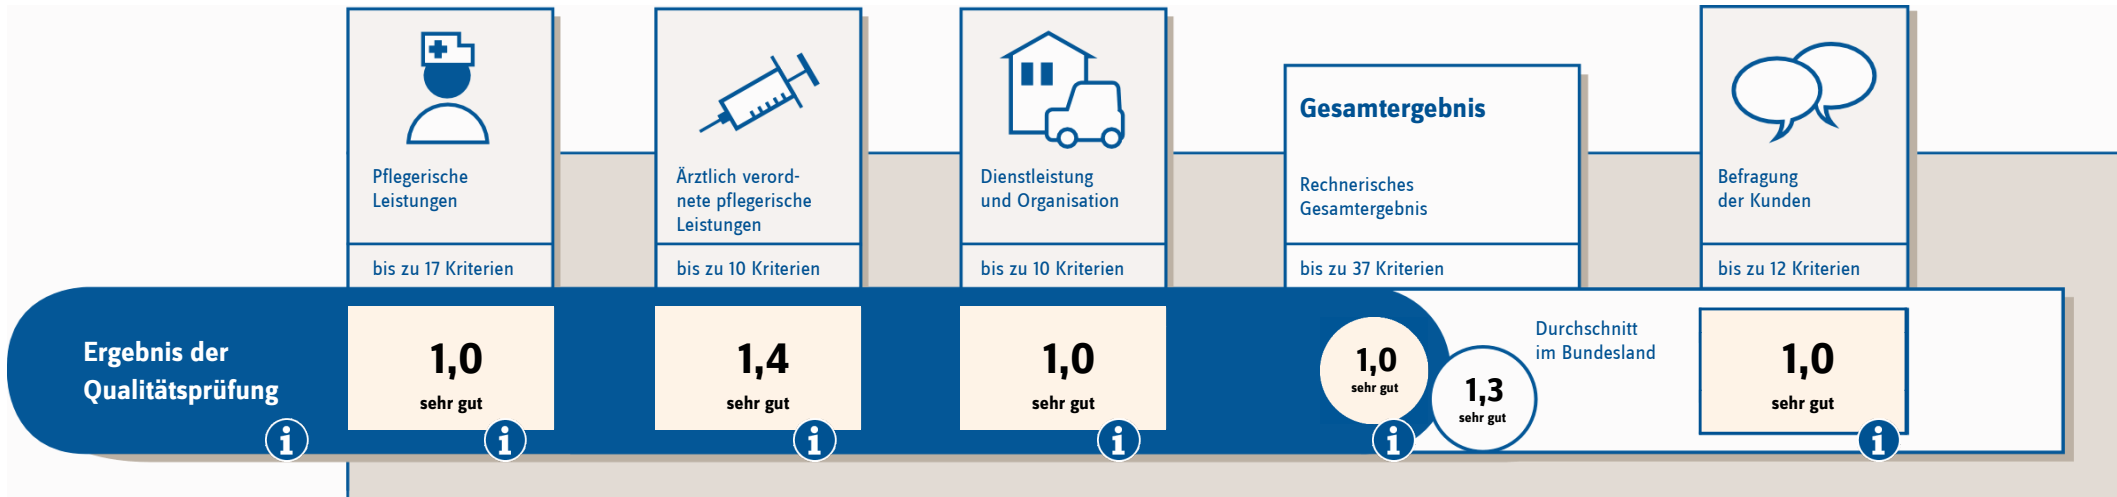 Pflegerische
Leistungen
bis zu 17 Kriterien
Ärztlich verord-
nete pflegerische
Leistungen
bis zu 10 Kriterien
Dienstleistung
und Organisation
bis zu 10 Kriterien
Gesamtergebnis
Rechnerisches
Gesamtergebnis
bis zu 37 Kriterien
Befragung
der Kunden
bis zu 12 Kriterien
Ergebnis der
Qualitätsprüfung
i
1,0
sehr gut
i
1,4
sehr gut
i
1,0
sehr gut
i
1,0
sehr gut
i
1,3
sehr gut
Durchschnitt
im Bundesland
1,0
sehr gut
i